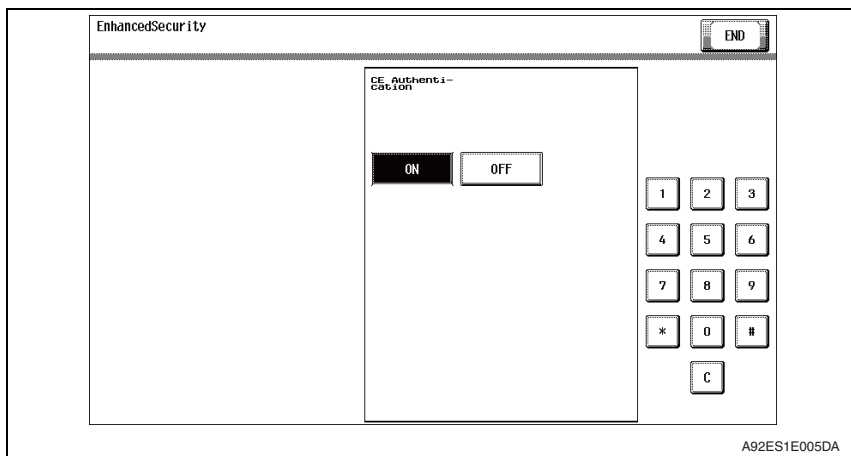 EnhancedSecurity
END
CE Authenti-
cation
ON OFF
1 2 3
4 5 6
7 8 9
* 0 #
C
A92ES1E005DA